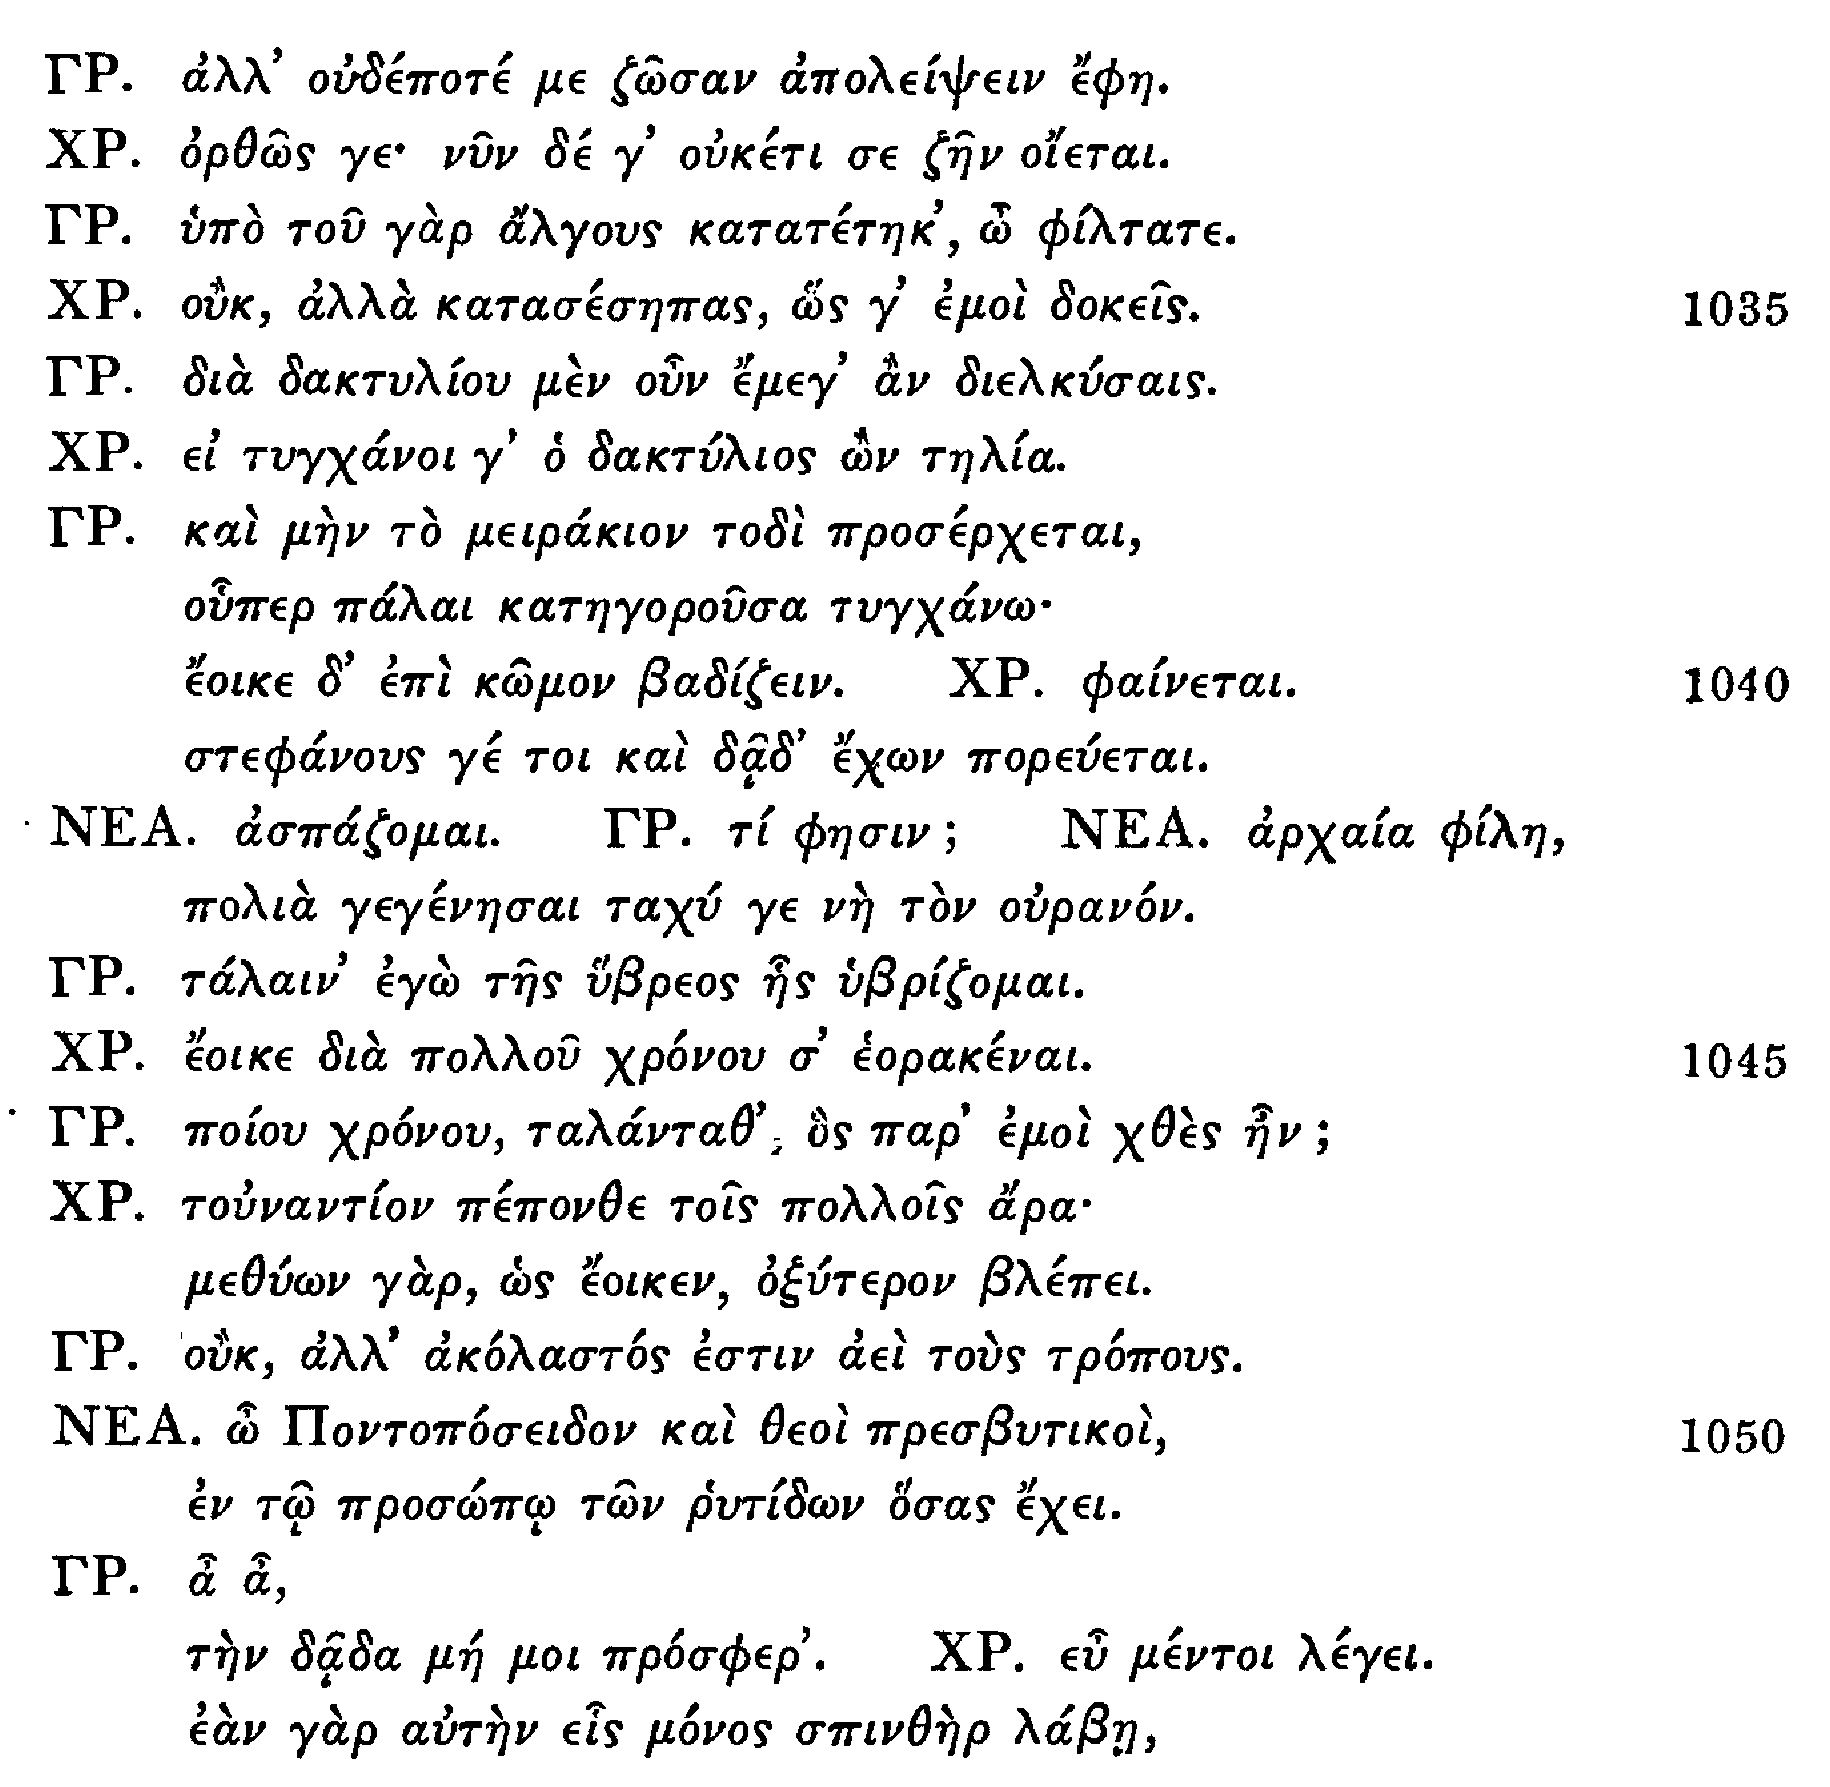 ΓΡ. ἀλλ’ οὐδέποτέ με ζῶσαν ἀπολείψειν ἔφη.
ΧΡ. ὀρθῶς γε· νῦν δέ γ’ οὐκέτι σε ζῆν οἴεται.
ΓΡ. ὑπὸ τοῦ γὰρ ἄλγους κατατέτηκ’, ὦ φίλτατε.
ΧΡ. οὒκ, ἀλλὰ κατασέσηπας, ὥς γ’ ἐμοὶ δοκεῖς. 1035
ΓΡ. διὰ δακτυλίου μὲν οὖν ἔμεγ’ ἂν διελκύσαις.
ΧΡ. εἰ τυγχάνοι γ’ ὁ δακτύλιος ὢν τηλία.
ΓΡ. καὶ μὴν τὸ μειράκιον τοδὶ προσέρχεται,
οὗπερ πάλαι κατηγοροῦσα τυγχάνω·
ἔοικε δ’ ἐπὶ κῶμον βαδίζειν. ΧΡ. φαίνεται. 1040
στεφάνους γέ τοι καὶ δᾷδ’ ἔχων πορεύεται.
ΝΕΑ. ἀσπάζομαι. ΓΡ. τί φησιν; ΝΕΑ. ἀρχαία φίλη,
πολιὰ γεγένησαι ταχύ γε νὴ τὸν οὐρανόν.
ΓΡ. τάλαιν’ ἐγὼ τῆς ὕβρεος ἧς ὑβρίζομαι.
ΧΡ. ἔοικε διὰ πολλοῦ χρόνου σ’ ἑορακέναι. 1045
ΓΡ. ποίου χρόνου, ταλάνταθ’, ὃς παρ’ ἐμοὶ χθὲς ἦν;
ΧΡ. τοὐναντίον πέπονθε τοῖς πολλοῖς ἄρα·
μεθύων γὰρ, ὡς ἔοικεν, ὀξύτερον βλέπει.
ΓΡ. οὒκ, ἀλλ’ ἀκόλαστός ἐστιν ἀεὶ τοὺς τρόπους.
ΝΕΑ. ὦ Ποντοπόσειδον καὶ θεοὶ πρεσβυτικοὶ, 1050
ἐν τῷ προσώπῳ τῶν ῥυτίδων ὅσας ἔχει.
ΓΡ. ἆ ἆ,
τὴν δᾷδα μή μοι πρόσφερ’. ΧΡ. εὖ μέντοι λέγει.
ἐὰν γὰρ αὐτὴν εἷς μόνος σπινθὴρ λάβῃ,